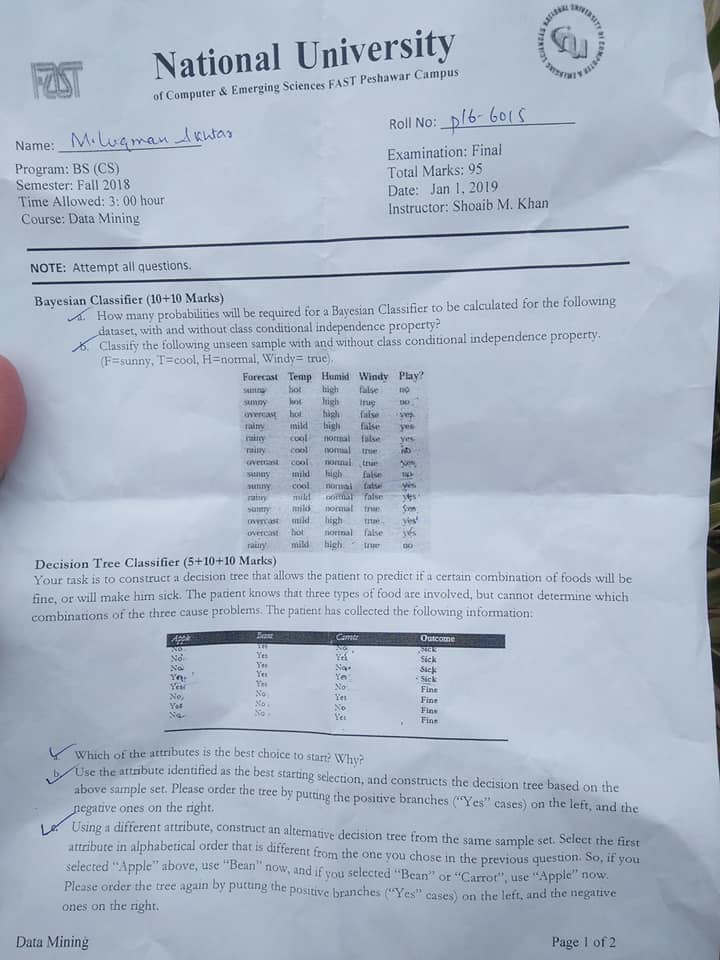 FAST
National University
of Computer & Emerging Sciences FAST Peshawar Campus
Name: M. Luqman
Roll No: p16-6015
Program: BS (CS)
Semester: Fall 2018
Time Allowed: 3: 00 hour
Course: Data Mining
Examination: Final
Total Marks: 95
Date: Jan 1, 2019
Instructor: Shoaib M. Khan
NOTE: Attempt all questions.
Bayesian Classifier (10+10 Marks)
a. How many probabilities will be required for a Bayesian Classifier to be calculated for the following
dataset, with and without class conditional independence property?
b. Classify the following unseen sample with and without class conditional independence property.
(F=sunny, T=cool, H=normal, Windy= true).
Forecast Temp Humid Windy Play?
sunny hot high false no
sunny hot high true no
overcast hot high false yes
rainy mild high false yes
rainy cool normal false yes
rainy cool normal true no
overcast cool normal true yes
sunny mild high false no
sunny cool normal false yes
rainy mild normal false yes
sunny mild normal true yes
overcast mild high true yes
overcast hot normal false yes
rainy mild high true no
Decision Tree Classifier (5+10+10 Marks)
Your task is to construct a decision tree that allows the patient to predict if a certain combination of foods will be
fine, or will make him sick. The patient knows that three types of food are involved, but cannot determine which
combinations of the three cause problems. The patient has collected the following information:
Apple Bean Carrot Outcome
No Yes No Sick
No Yes Yes Sick
No Yes No Sick
Yes Yes Yes Sick
Yes Yes No Fine
No No Yes Fine
Yes No No Fine
No No Yes Fine
a. Which of the attributes is the best choice to start? Why?
b. Use the attribute identified as the best starting selection, and constructs the decision tree based on the
above sample set. Please order the tree by putting the positive branches ("Yes" cases) on the left, and the
negative ones on the right.
c. Using a different attribute, construct an alternative decision tree from the same sample set. Select the first
attribute in alphabetical order that is different from the one you chose in the previous question. So, if you
selected "Apple" above, use "Bean" now, and if you selected "Bean" or "Carrot", use "Apple" now.
Please order the tree again by putting the positive branches ("Yes" cases) on the left, and the negative
ones on the right.
Data Mining
Page 1 of 2